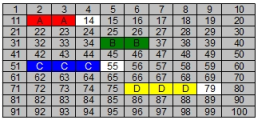 1 2 3 4 5 6 7 8 9 10
11 A A 14 15 16 17 18 19 20
21 22 23 24 25 26 27 28 29 30
31 32 33 34 B B 37 38 39 40
41 42 43 44 45 46 47 48 49 50
51 C C C 55 56 57 58 59 60
61 62 63 64 65 66 67 68 69 70
71 72 73 74 75 D D D 79 80
81 82 83 84 85 86 87 88 89 90
91 92 93 94 95 96 97 98 99 100